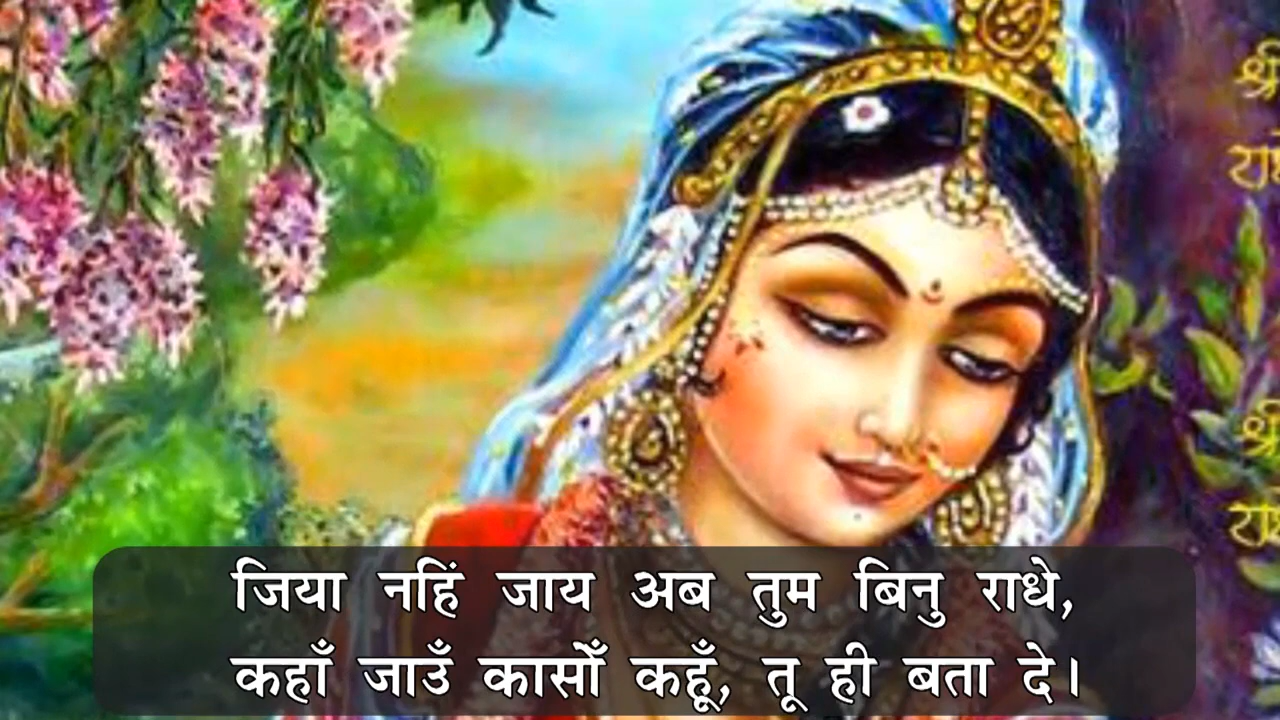 जिया नहिं जाय अब तुम बिनु राधे,
कहाँ जाउँ कासोँ कहूँ, तू ही बता दे।
श्री
श्री